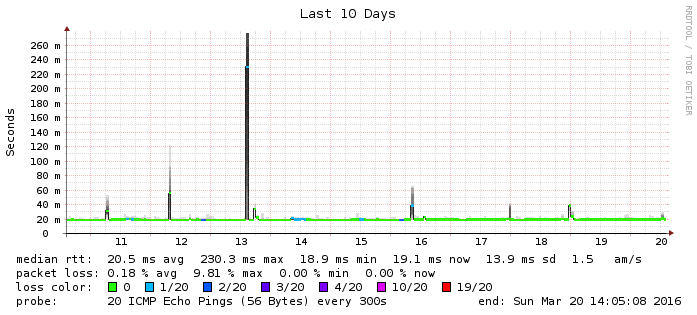 Last 10 Days
RRDTOOL / TOBI OETIKER
Seconds
260 m
240 m
220 m
200 m
180 m
160 m
140 m
120 m
100 m
80 m
60 m
40 m
20 m
0
11 12 13 14 15 16 17 18 19 20
median rtt: 20.5 ms avg 230.3 ms max 18.9 ms min 19.1 ms now 13.9 ms sd 1.5 am/s
packet loss: 0.18 % avg 9.81 % max 0.00 % min 0.00 % now
loss color: 0 1/20 2/20 3/20 4/20 10/20 19/20
probe: 20 ICMP Echo Pings (56 Bytes) every 300s end: Sun Mar 20 14:05:08 2016